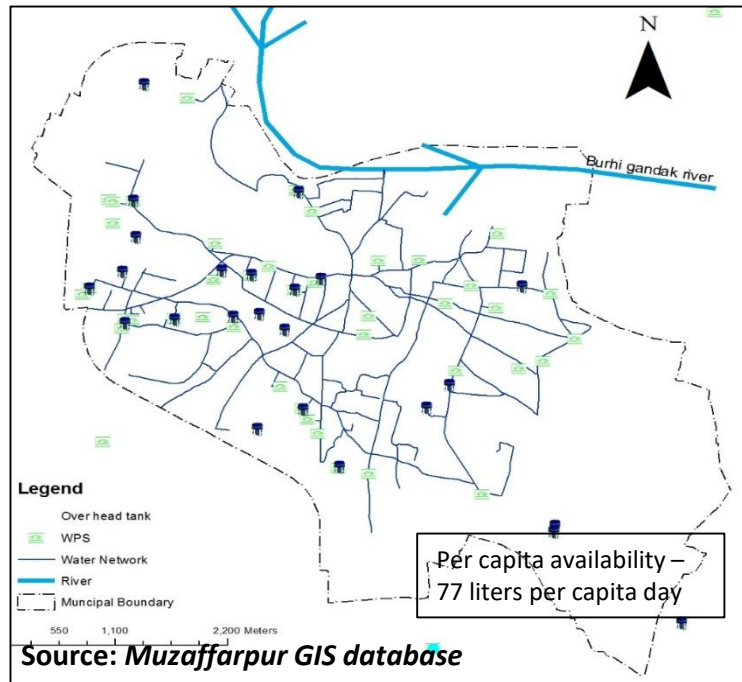 N
Burhi gandak river
Legend
Over head tank
WPS
Water Network
River
Muncipal Boundary
550 1,100 2,200 Meters
Per capita availability –
77 liters per capita day
Source: Muzaffarpur GIS database